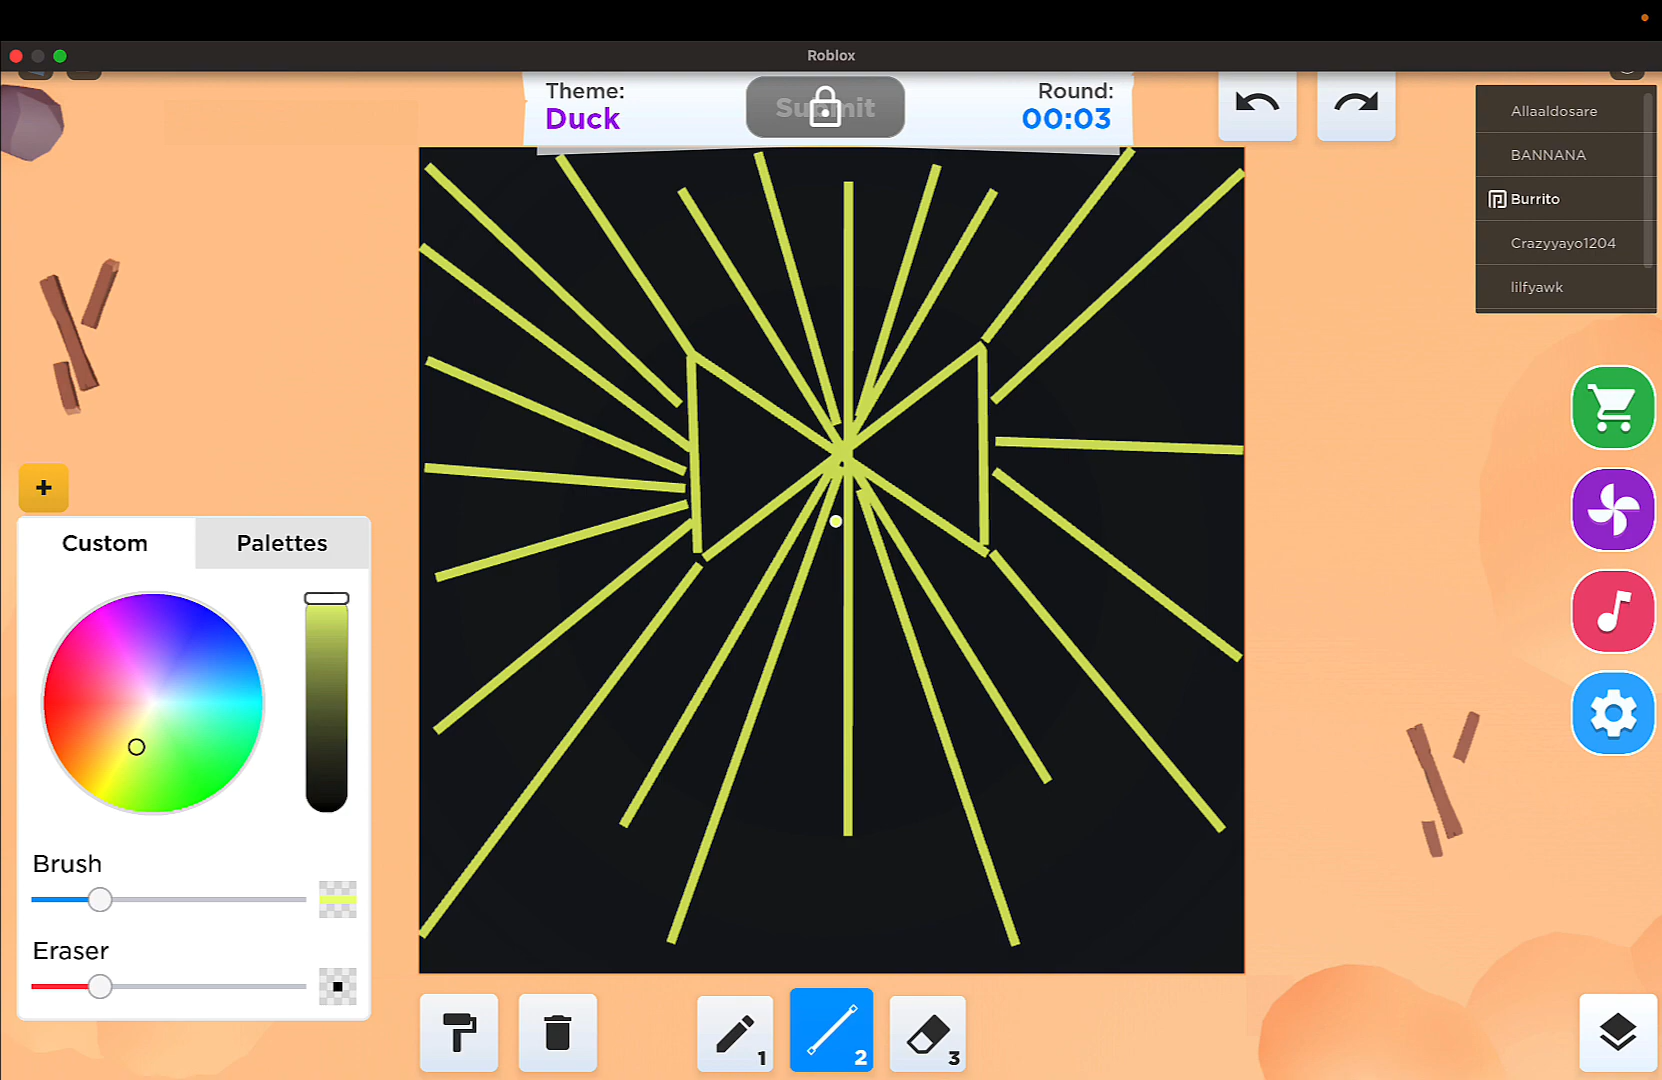 Roblox
Theme:
Duck
Submit
Round:
00:03
Allaaldosare
BANNANA
Burrito
Crazyyayo1204
lilfyawk
+
Custom
Palettes
Brush
Eraser
1
2
3